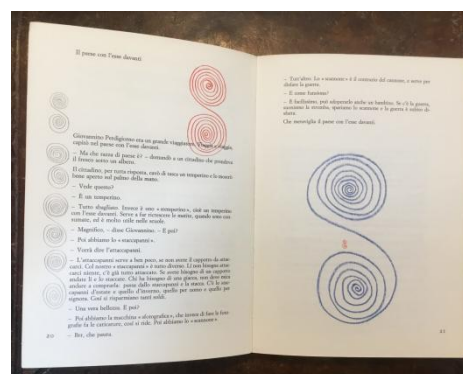 Il paese con l'esse davanti.
Giovannino Perdigiorno era un grande viaggiatore. Viaggia e viaggia,
capitò nel paese con l'esse davanti.
– Ma che razza di paese è? – domandò a un cittadino che prendeva
il fresco sotto un albero.
Il cittadino, per tutta risposta, cavò di tasca un temperino e lo mostrò
bene aperto sul palmo della mano.
– Vede questo?
– È un temperino.
– Tutto sbagliato. Invece è uno « stemperino », cioè un temperino
con l'esse davanti. Serve a far ricrescere le matite, quando sono con-
sumate, ed è molto utile nelle scuole.
– Magnifico, – disse Giovannino. – E poi?
– Poi abbiamo lo « staccapanni ».
– Vorrà dire l'attaccapanni.
– L'attaccapanni serve a ben poco, se non avete il cappotto da attac-
carci. Col nostro « staccapanni » è tutto diverso. Lì non bisogna attac-
carci niente, c'è già tutto attaccato. Se avete bisogno di un cappotto
andate lì e lo staccate. Chi ha bisogno di una giacca, non deve mica
andare a comprarla: passa dallo staccapanni e la stacca. C'è lo stac-
capanni d'estate e quello d'inverno, quello per uomo e quello per
signora. Così si risparmiano tanti soldi.
– Una vera bellezza. E poi?
– Poi abbiamo la macchina « sfotografica », che invece di fare le foto-
grafie fa le caricature, così si ride. Poi abbiamo lo « scannone ».
– Brr, che paura.
20
– Tutt'altro. Lo « scannone » è il contrario del cannone, e serve per
disfare la guerra.
– E come funziona?
– È facilissimo, può adoperarlo anche un bambino. Se c'è la guerra,
suoniamo la stromba, spariamo lo scannone e la guerra è subito di-
sfatta.
Che meraviglia il paese con l'esse davanti.
21